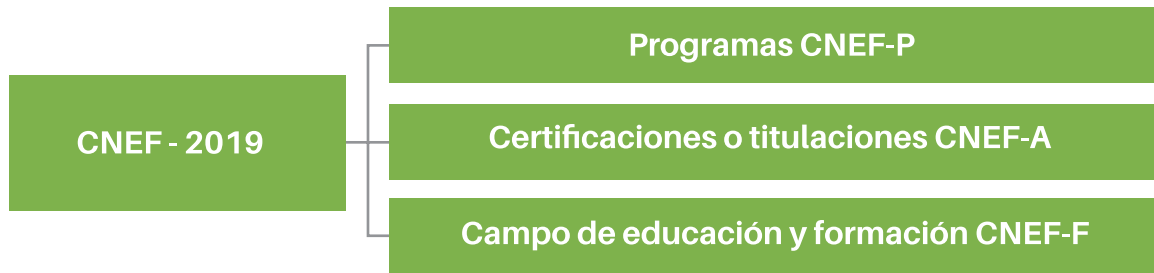 CNEF - 2019
Programas CNEF-P
Certificaciones o titulaciones CNEF-A
Campo de educación y formación CNEF-F